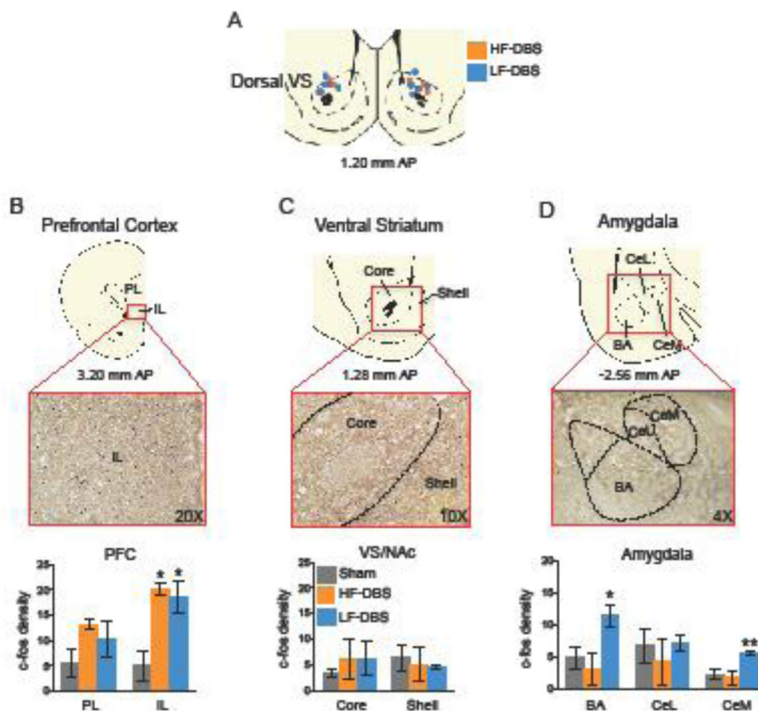 A
HF-DBS
LF-DBS
Dorsal VS
1.20 mm AP
B
Prefrontal Cortex
PL
IL
3.20 mm AP
IL
20X
PFC
c-fos density
25
20
15
10
5
0
* *
PL IL
C
Ventral Striatum
Core
Shell
1.28 mm AP
Core
Shell
10X
VS/NAc
c-fos density
25
20
15
10
5
0
Sham
HF-DBS
LF-DBS
Core Shell
D
Amygdala
CeL
BA CeM
-2.56 mm AP
CeM
CeL
BA
4X
Amygdala
c-fos density
20
15
10
5
0
*
**
BA CeL CeM